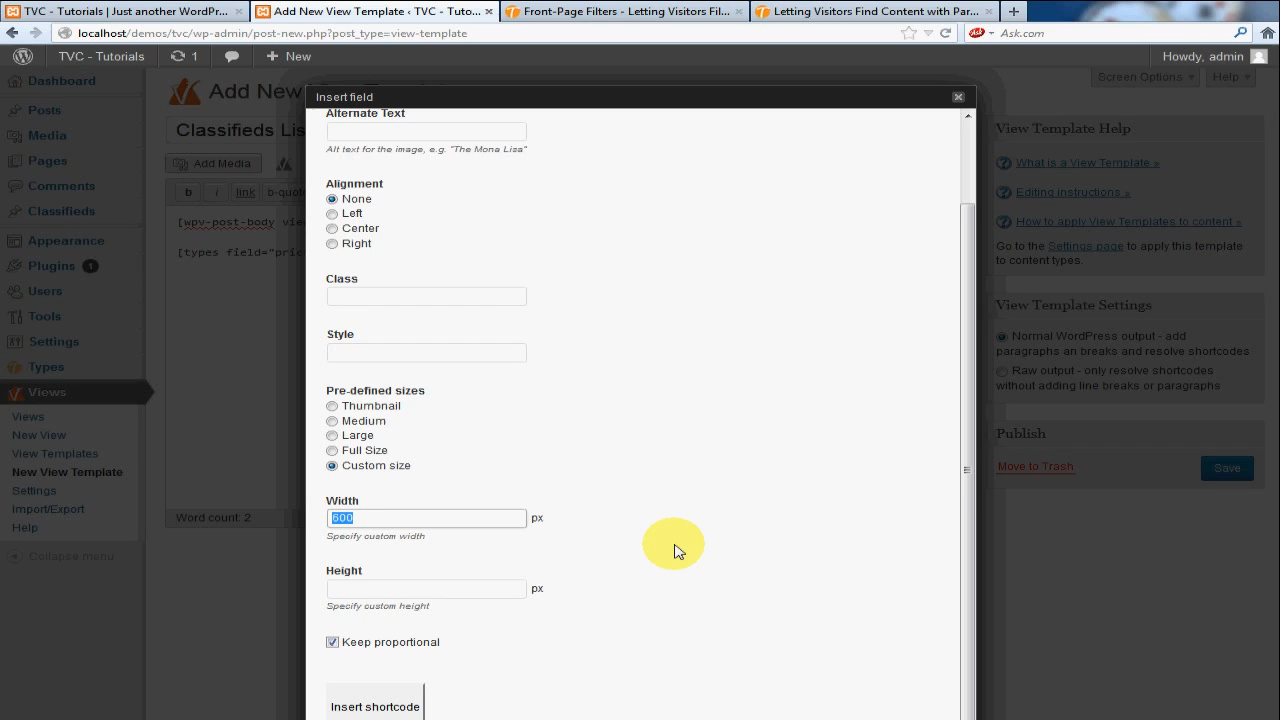 TVC - Tutorials | Just another WordPr...
Add New View Template ‹ TVC - Tuto...
Front-Page Filters - Letting Visitors Fil...
Letting Visitors Find Content with Par...
localhost/demos/tvc/wp-admin/post-new.php?post_type=view-template
Ask.com
TVC - Tutorials
1
New
Howdy, admin
Dashboard
Posts
Media
Pages
Comments
Classifieds
Appearance
Plugins 1
Users
Tools
Settings
Types
Views
Views
New View
View Templates
New View Template
Settings
Import/Export
Help
Collapse menu
Add New
Screen Options
Help
Classifieds Lis
Add Media
b
i
link
b-quo
[wpv-post-body vie
[types field="pric
Word count: 2
Insert field
Alternate Text
Alt text for the image, e.g. "The Mona Lisa"
Alignment
None
Left
Center
Right
Class
Style
Pre-defined sizes
Thumbnail
Medium
Large
Full Size
Custom size
Width
600 px
Specify custom width
Height
px
Specify custom height
Keep proportional
Insert shortcode
View Template Help
What is a View Template »
Editing instructions »
How to apply View Templates to content »
Go to the Settings page to apply this template
to content types.
View Template Settings
Normal WordPress output - add
paragraphs an breaks and resolve shortcodes
Raw output - only resolve shortcodes
without adding line breaks or paragraphs
Publish
Move to Trash
Save